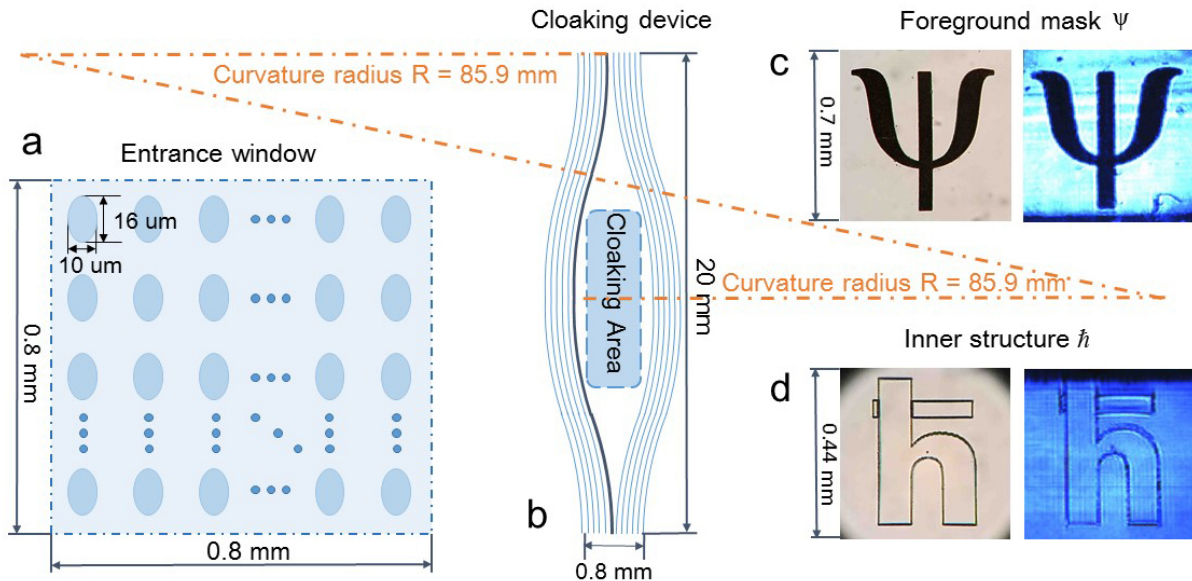 Cloaking device
Foreground mask Ψ
Curvature radius R = 85.9 mm
c
0.7 mm
Ψ
Ψ
a
Entrance window
16 um
10 um
0.8 mm
0.8 mm
Cloaking Area
20 mm
Curvature radius R = 85.9 mm
b
0.8 mm
Inner structure ℏ
d
0.44 mm
ħ
ħ